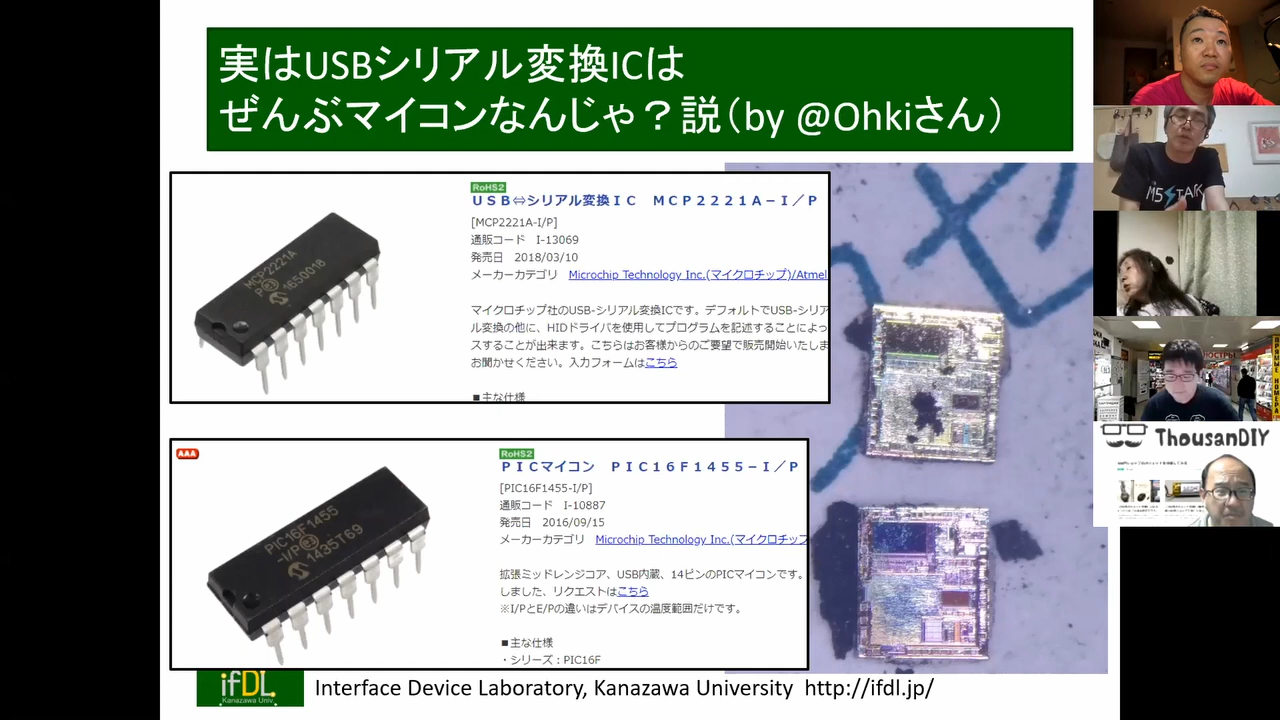 実はUSBシリアル変換ICは
ぜんぶマイコンなんじゃ？説（by @Ohkiさん）
RoHS2
ＵＳＢ⇔シリアル変換ＩＣ　ＭＣＰ２２２１Ａ－Ｉ／Ｐ
[MCP2221A-I/P]
通販コード　I-13069
発売日　2018/03/10
メーカーカテゴリ　Microchip Technology Inc.(マイクロチップ)/Atmel
マイクロチップ社のUSB-シリアル変換ICです。デフォルトでUSB-シリア
ル変換の他に、HIDドライバを使用してプログラムを記述することによっ
スすることが出来ます。こちらはお客様からのご要望で販売開始いたしま
お聞かせください。入力フォームはこちら
■主な仕様
MCP2221A
1650018
AAA
RoHS2
ＰＩＣマイコン　ＰＩＣ１６Ｆ１４５５－Ｉ／Ｐ
[PIC16F1455-I/P]
通販コード　I-10887
発売日　2016/09/15
メーカーカテゴリ　Microchip Technology Inc.(マイクロチップ
拡張ミッドレンジコア、USB内蔵、14ピンのPICマイコンです。
しました、リクエストはこちら
※I/PとE/Pの違いはデバイスの温度範囲だけです。
■主な仕様
・シリーズ：PIC16F
PIC16F1455
-I/P
1435T69
ifDL
Kanazawa Univ.
Interface Device Laboratory, Kanazawa University http://ifdl.jp/
M5STACK
ThousanDIY